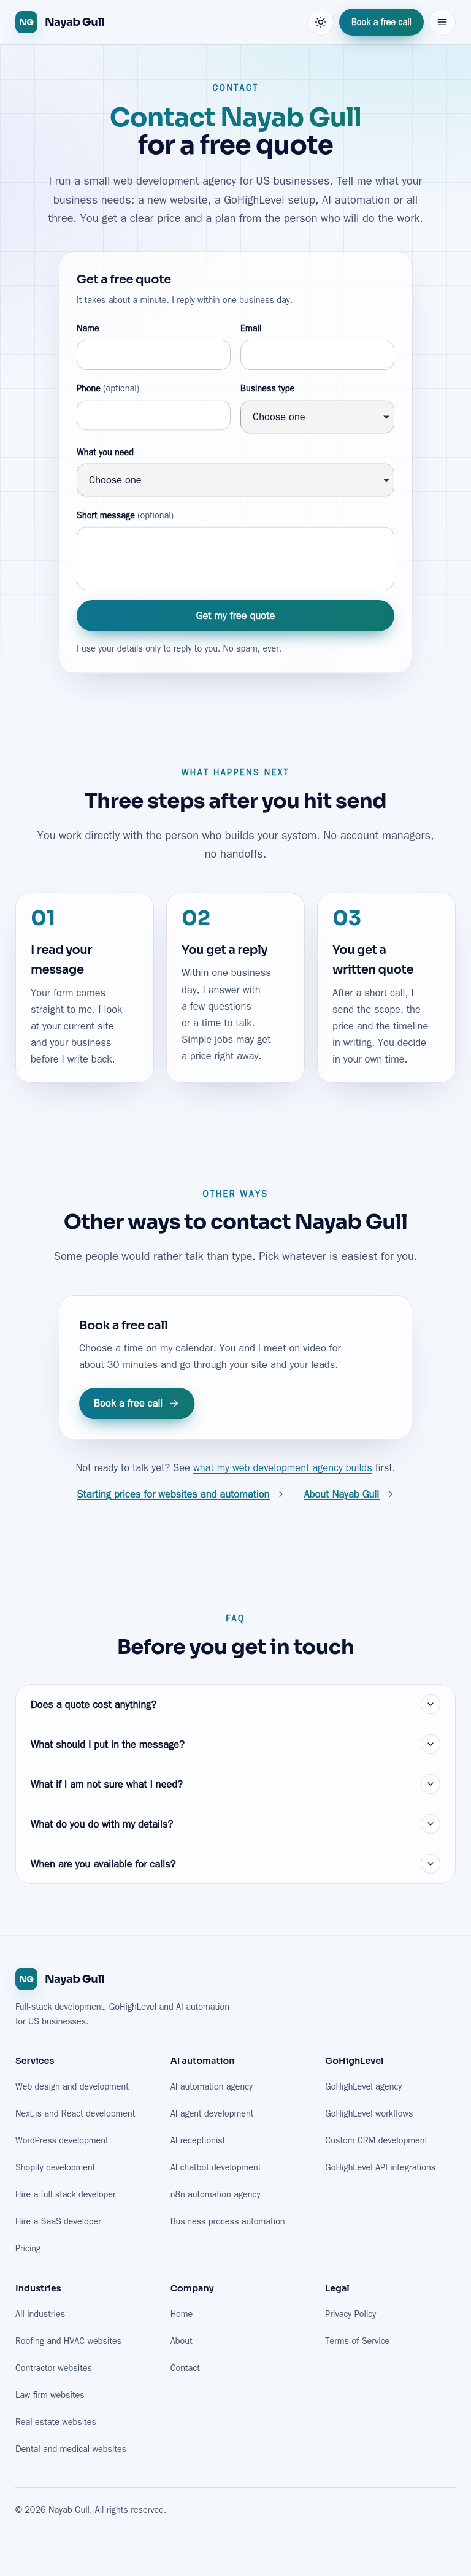 NG Nayab Gull
Book a free call
CONTACT
Contact Nayab Gull
for a free quote
I run a small web development agency for US businesses. Tell me what your
business needs: a new website, a GoHighLevel setup, AI automation or all
three. You get a clear price and a plan from the person who will do the work.
Get a free quote
It takes about a minute. I reply within one business day.
Name
Email
Phone (optional)
Business type
Choose one
What you need
Choose one
Short message (optional)
Get my free quote
I use your details only to reply to you. No spam, ever.
WHAT HAPPENS NEXT
Three steps after you hit send
You work directly with the person who builds your system. No account managers,
no handoffs.
01
I read your
message
Your form comes
straight to me. I look
at your current site
and your business
before I write back.
02
You get a reply
Within one business
day, I answer with
a few questions
or a time to talk.
Simple jobs may get
a price right away.
03
You get a
written quote
After a short call, I
send the scope, the
price and the timeline
in writing. You decide
in your own time.
OTHER WAYS
Other ways to contact Nayab Gull
Some people would rather talk than type. Pick whatever is easiest for you.
Book a free call
Choose a time on my calendar. You and I meet on video for
about 30 minutes and go through your site and your leads.
Book a free call →
Not ready to talk yet? See what my web development agency builds first.
Starting prices for websites and automation →
About Nayab Gull →
FAQ
Before you get in touch
Does a quote cost anything?
What should I put in the message?
What if I am not sure what I need?
What do you do with my details?
When are you available for calls?
NG Nayab Gull
Full-stack development, GoHighLevel and AI automation
for US businesses.
Services
Web design and development
Next.js and React development
WordPress development
Shopify development
Hire a full stack developer
Hire a SaaS developer
Pricing
AI automation
AI automation agency
AI agent development
AI receptionist
AI chatbot development
n8n automation agency
Business process automation
GoHighLevel
GoHighLevel agency
GoHighLevel workflows
Custom CRM development
GoHighLevel API integrations
Industries
All industries
Roofing and HVAC websites
Contractor websites
Law firm websites
Real estate websites
Dental and medical websites
Company
Home
About
Contact
Legal
Privacy Policy
Terms of Service
© 2026 Nayab Gull. All rights reserved.